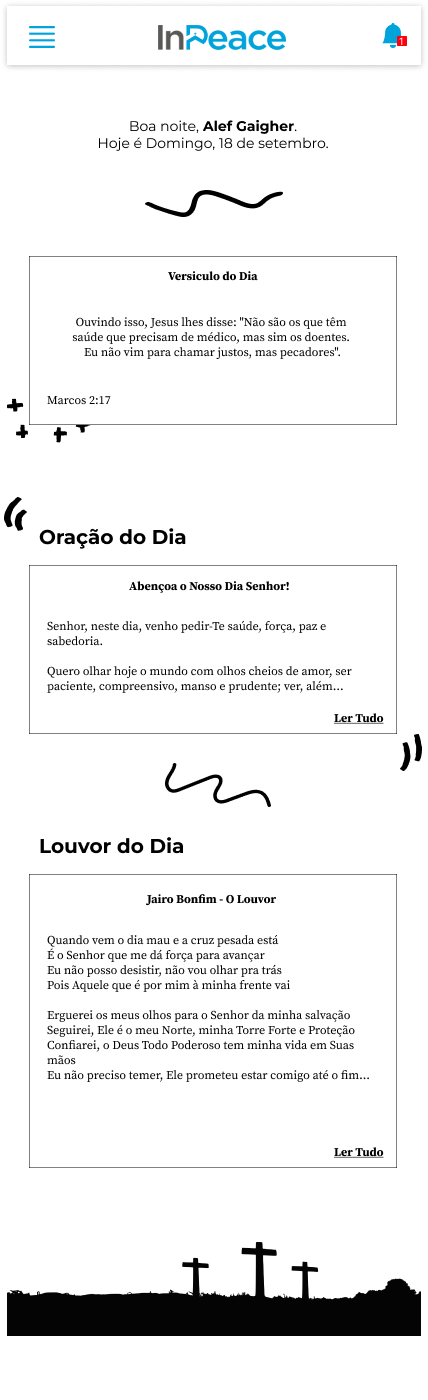 InPeace
1
Boa noite, Alef Gaigher.
Hoje é Domingo, 18 de setembro.
Versiculo do Dia
Ouvindo isso, Jesus lhes disse: "Não são os que têm
saúde que precisam de médico, mas sim os doentes.
Eu não vim para chamar justos, mas pecadores".
Marcos 2:17
Oração do Dia
Abençoa o Nosso Dia Senhor!
Senhor, neste dia, venho pedir-Te saúde, força, paz e
sabedoria.
Quero olhar hoje o mundo com olhos cheios de amor, ser
paciente, compreensivo, manso e prudente; ver, além...
Ler Tudo
Louvor do Dia
Jairo Bonfim - O Louvor
Quando vem o dia mau e a cruz pesada está
É o Senhor que me dá força para avançar
Eu não posso desistir, não vou olhar pra trás
Pois Aquele que é por mim à minha frente vai
Erguerei os meus olhos para o Senhor da minha salvação
Seguirei, Ele é o meu Norte, minha Torre Forte e Proteção
Confiarei, o Deus Todo Poderoso tem minha vida em Suas
mãos
Eu não preciso temer, Ele prometeu estar comigo até o fim...
Ler Tudo